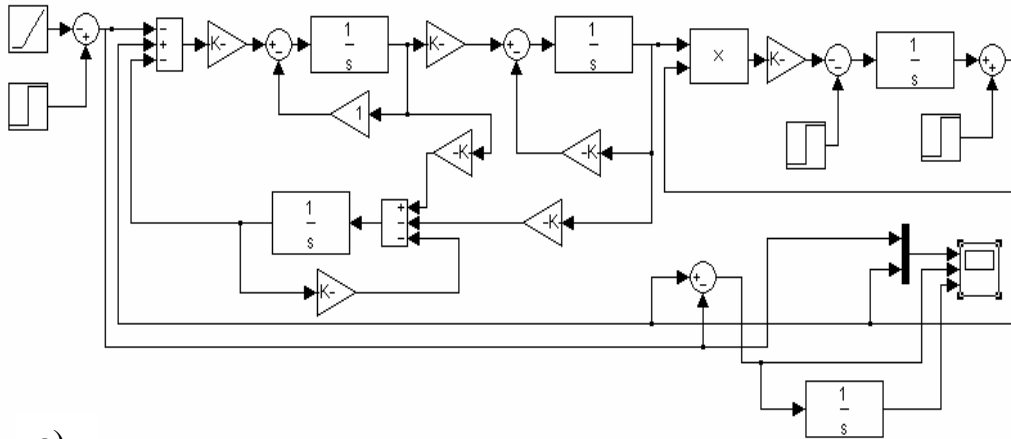 - + 
- + - K- + - 1 s K- + - 1 s × K- - - 1 s + +
1
-K -K
1 s + - - -K
K- + -
1 s
a)